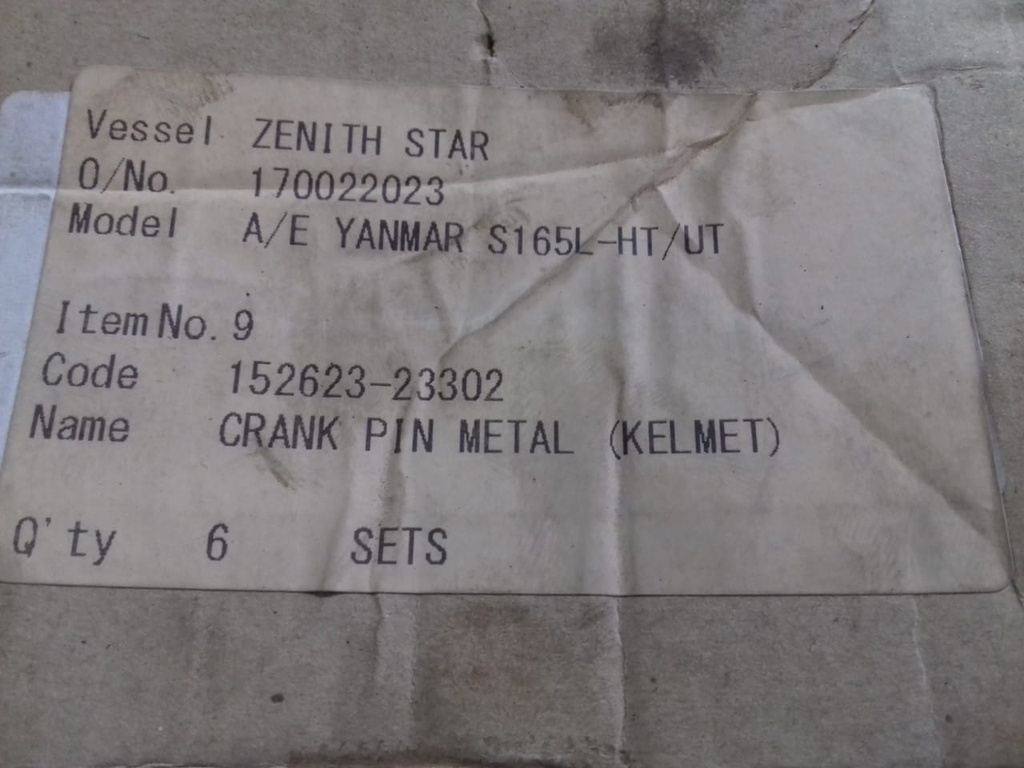 Vessel ZENITH STAR
O/No. 170022023
Model A/E YANMAR S165L-HT/UT
Item No. 9
Code 152623-23302
Name CRANK PIN METAL (KELMET)
Q'ty 6 SETS